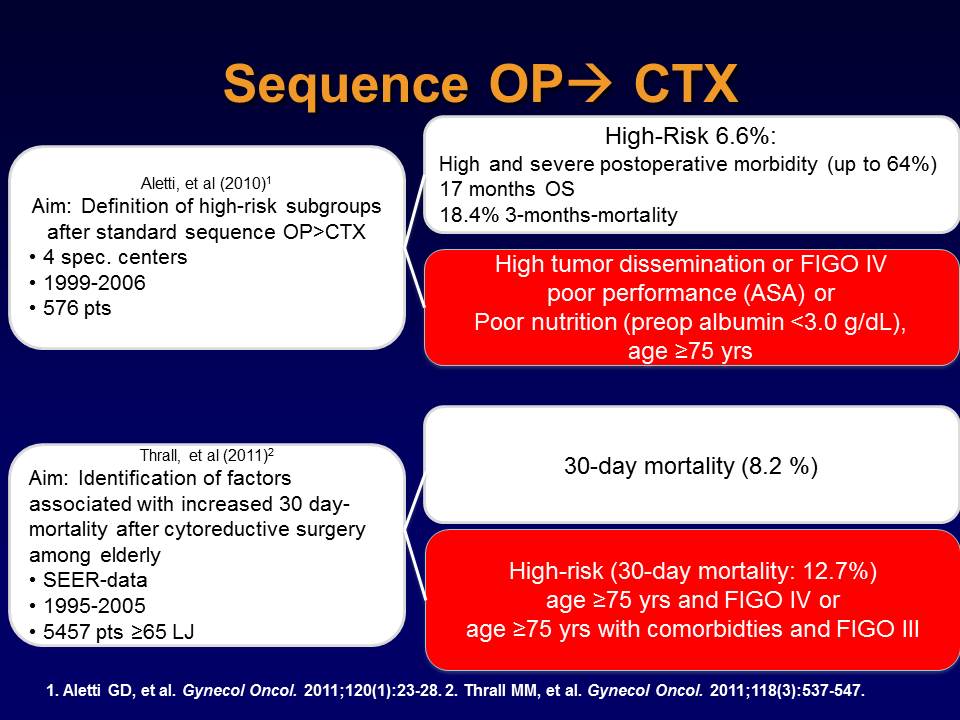 Sequence OP→ CTX
Aletti, et al (2010)1
Aim: Definition of high-risk subgroups
after standard sequence OP>CTX
• 4 spec. centers
• 1999-2006
• 576 pts
High-Risk 6.6%:
High and severe postoperative morbidity (up to 64%)
17 months OS
18.4% 3-months-mortality
High tumor dissemination or FIGO IV
poor performance (ASA) or
Poor nutrition (preop albumin <3.0 g/dL),
age ≥75 yrs
Thrall, et al (2011)2
Aim: Identification of factors
associated with increased 30 day-
mortality after cytoreductive surgery
among elderly
• SEER-data
• 1995-2005
• 5457 pts ≥65 LJ
30-day mortality (8.2 %)
High-risk (30-day mortality: 12.7%)
age ≥75 yrs and FIGO IV or
age ≥75 yrs with comorbidties and FIGO III
1. Aletti GD, et al. Gynecol Oncol. 2011;120(1):23-28. 2. Thrall MM, et al. Gynecol Oncol. 2011;118(3):537-547.